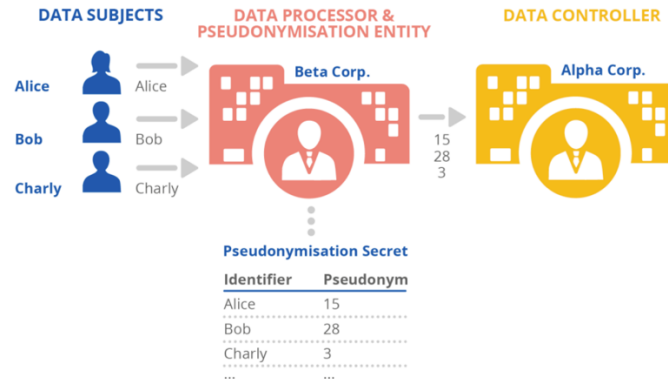 DATA SUBJECTS
DATA PROCESSOR &
PSEUDONYMISATION ENTITY
DATA CONTROLLER
Beta Corp.
Alpha Corp.
Alice
Alice
Bob
Bob
Charly
Charly
15
28
3
Pseudonymisation Secret
Identifier Pseudonym
Alice 15
Bob 28
Charly 3
... ...